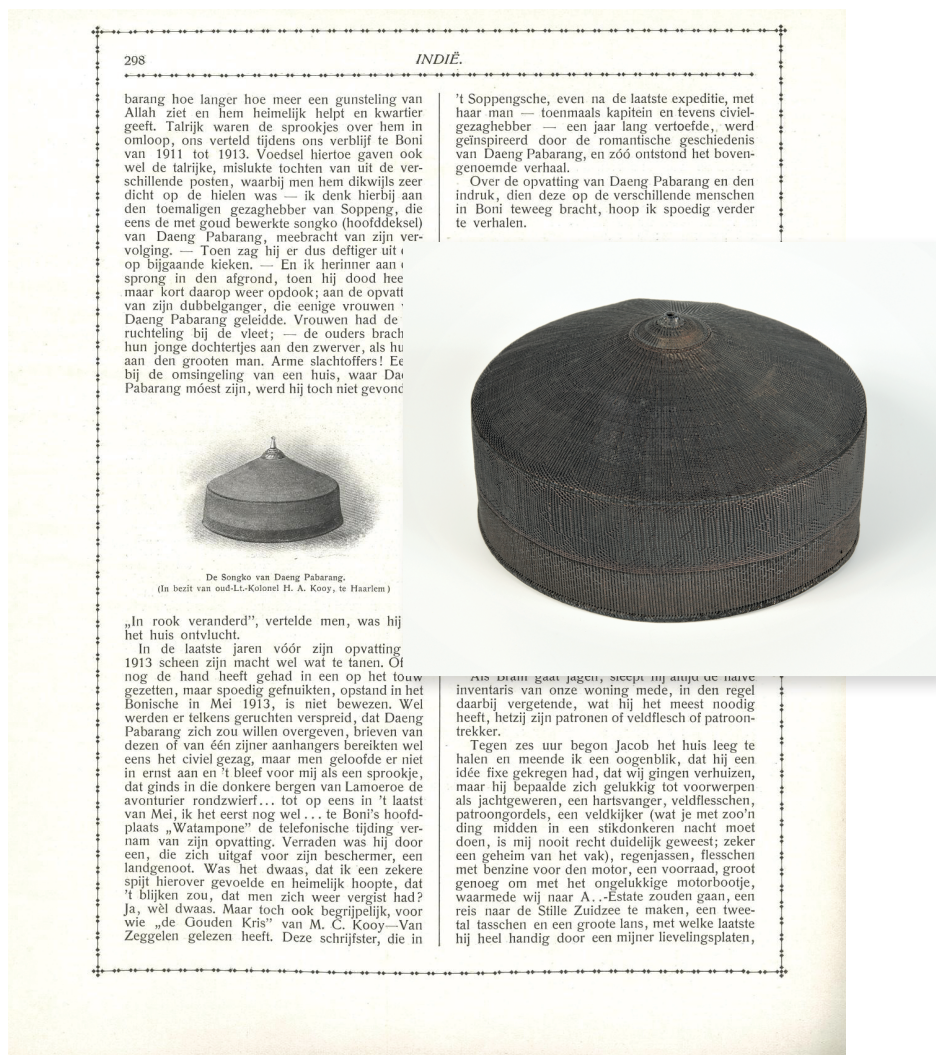 298
INDIË.
barang hoe langer hoe meer een gunsteling van
Allah ziet en hem heimelijk helpt en kwartier
geeft. Talrijk waren de sprookjes over hem in
omloop, ons verteld tijdens ons verblijf te Boni
van 1911 tot 1913. Voedsel hiertoe gaven ook
wel de talrijke, mislukte tochten van uit de ver-
schillende posten, waarbij men hem dikwijls zeer
dicht op de hielen was — ik denk hierbij aan
den toemaligen gezaghebber van Soppeng, die
eens de met goud bewerkte songko (hoofddeksel)
van Daeng Pabarang, meebracht van zijn ver-
volging. — Toen zag hij er dus deftiger uit
op bijgaande kieken. — En ik herinner aan
sprong in den afgrond, toen hij dood
maar kort daarop weer opdook; aan de
van zijn dubbelganger, die eenige vrouwen
Daeng Pabarang geleidde. Vrouwen had de
ruchteling bij de vleet; — de ouders
hun jonge dochtertjes aan den zwerver, als
aan den grooten man. Arme slachtoffers!
bij de omsingeling van een huis, waar
Pabarang móest zijn, werd hij toch niet
De Songko van Daeng Pabarang.
(In bezit van oud-Lt.-Kolonel H. A. Kooy, te Haarlem)
„In rook veranderd”, vertelde men, was hij
het huis ontvlucht.
In de laatste jaren vóór zijn opvatting
1913 scheen zijn macht wel wat te tanen. Of
nog de hand heeft gehad in een op het touw
gezetten, maar spoedig gefnuikten, opstand in het
Bonische in Mei 1913, is niet bewezen. Wel
werden er telkens geruchten verspreid, dat Daeng
Pabarang zich zou willen overgeven, brieven van
dezen of van één zijner aanhangers bereikten wel
eens het civiel gezag, maar men geloofde er niet
in ernst aan en 't bleef voor mij als een sprookje,
dat ginds in die donkere bergen van Lamoeroe de
avonturier rondzwierf... tot op eens in 't laatst
van Mei, ik het eerst nog wel ... te Boni's hoofd-
plaats „Watampone” de telefonische tijding ver-
nam van zijn opvatting. Verraden was hij door
een, die zich uitgaf voor zijn beschermer, een
landgenoot. Was het dwaas, dat ik een zekere
spijt hierover gevoelde en heimelijk hoopte, dat
't blijken zou, dat men zich weer vergist had?
Ja, wèl dwaas. Maar toch ook begrijpelijk, voor
wie „de Gouden Kris” van M. C. Kooy—Van
Zeggelen gelezen heeft. Deze schrijfster, die in
't Soppengsche, even na de laatste expeditie, met
haar man — toenmaals kapitein en tevens civiel-
gezaghebber — een jaar lang vertoefde, werd
geïnspireerd door de romantische geschiedenis
van Daeng Pabarang, en zóó ontstond het boven-
genoemde verhaal.
Over de opvatting van Daeng Pabarang en den
indruk, dien deze op de verschillende menschen
in Boni teweeg bracht, hoop ik spoedig verder
te verhalen.
Als Bram gaat jagen, sleept hij altijd de halve
inventaris van onze woning mede, in den regel
daarbij vergetende, wat hij het meest noodig
heeft, hetzij zijn patronen of veldflesch of patroon-
trekker.
Tegen zes uur begon Jacob het huis leeg te
halen en meende ik een oogenblik, dat hij een
idée fixe gekregen had, dat wij gingen verhuizen,
maar hij bepaalde zich gelukkig tot voorwerpen
als jachtgeweren, een hartsvanger, veldflesschen,
patroongordels, een veldkijker (wat je met zoo'n
ding midden in een stikdonkeren nacht moet
doen, is mij nooit recht duidelijk geweest; zeker
een geheim van het vak), regenjassen, flesschen
met benzine voor den motor, een voorraad, groot
genoeg om met het ongelukkige motorbootje,
waarmede wij naar A. .-Estate zouden gaan, een
reis naar de Stille Zuidzee te maken, een twee-
tal tasschen en een groote lans, met welke laatste
hij heel handig door een mijner lievelingsplaten,